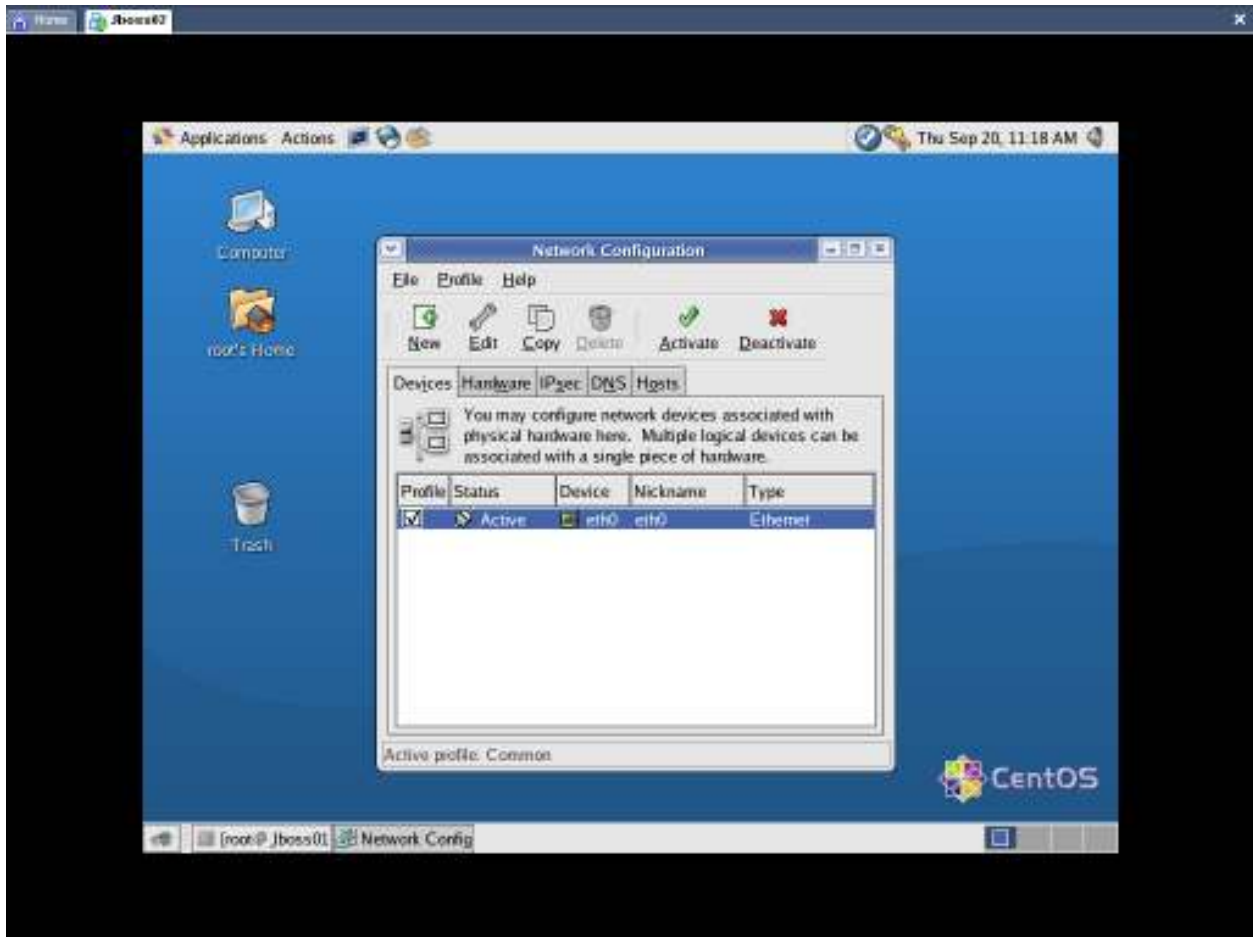 Home Jboss02
Applications Actions Thu Sep 20, 11:18 AM
Computer
root's Home
Trash
Network Configuration
File Profile Help
New Edit Copy Delete Activate Deactivate
Devices Hardware IPsec DNS Hosts
You may configure network devices associated with
physical hardware here. Multiple logical devices can be
associated with a single piece of hardware.
Profile Status Device Nickname Type
Active eth0 eth0 Ethernet
Active profile: Common
CentOS
[root@ Jboss01 Network Config